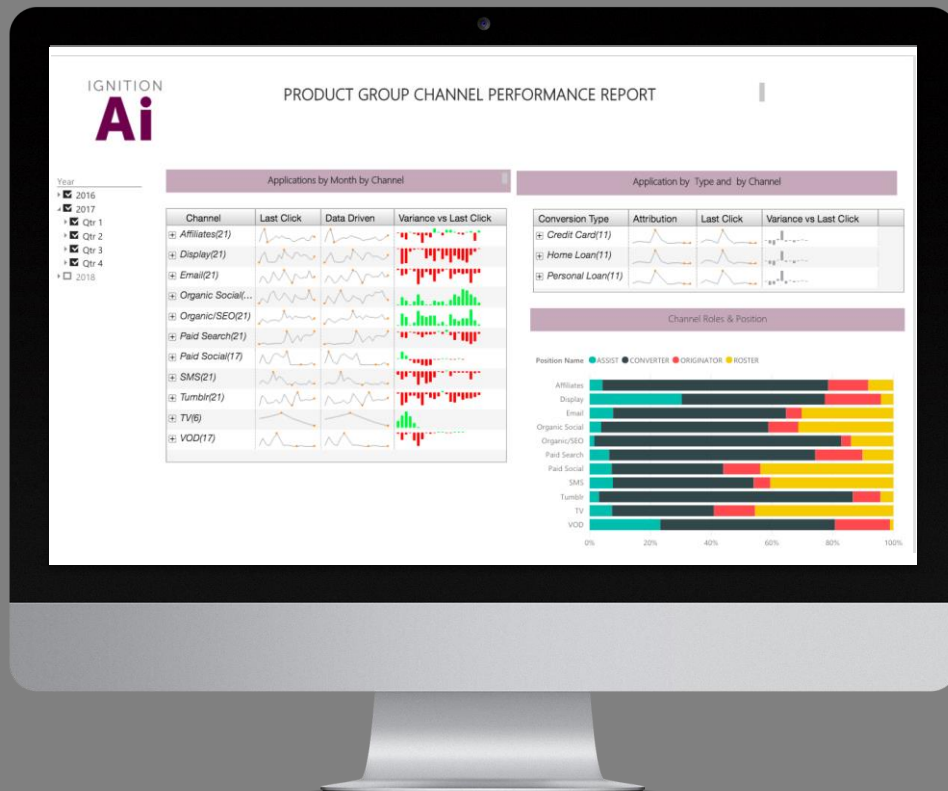 IGNITION
Ai
PRODUCT GROUP CHANNEL PERFORMANCE REPORT
Year
2016
2017
Qtr 1
Qtr 2
Qtr 3
Qtr 4
2018
Applications by Month by Channel
Channel Last Click Data Driven Variance vs Last Click
Affiliates(21)
Display(21)
Email(21)
Organic Social(...
Organic/SEO(21)
Paid Search(21)
Paid Social(17)
SMS(21)
Tumblr(21)
TV(6)
VOD(17)
Application by Type and by Channel
Conversion Type Attribution Last Click Variance vs Last Click
Credit Card(11)
Home Loan(11)
Personal Loan(11)
Channel Roles & Position
Position Name ASSIST CONVERTER ORIGINATOR ROSTER
Affiliates
Display
Email
Organic Social
Organic/SEO
Paid Search
Paid Social
SMS
Tumblr
TV
VOD
0% 20% 40% 60% 80% 100%